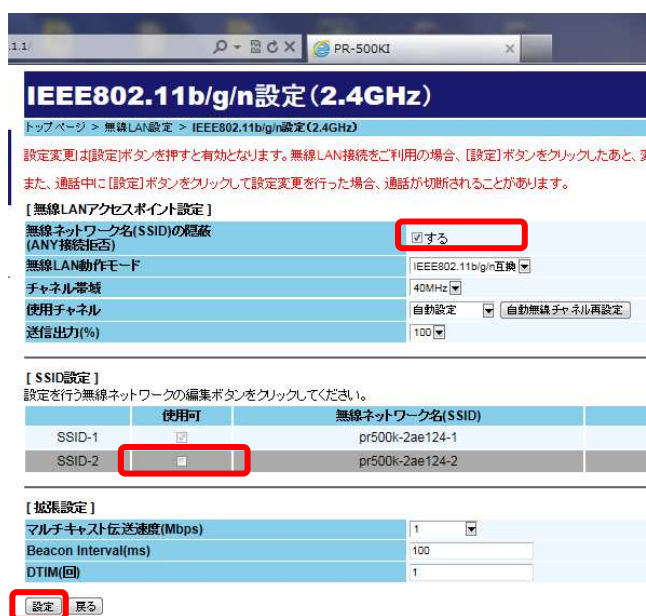 1.1/
PR-500KI
IEEE802.11b/g/n設定(2.4GHz)
トップページ > 無線LAN設定 > IEEE802.11b/g/n設定(2.4GHz)
設定変更は[設定]ボタンを押すと有効となります。無線LAN接続をご利用の場合、[設定]ボタンをクリックしたあと、
また、通話中に[設定]ボタンをクリックして設定変更を行った場合、通話が切断されることがあります。
[無線LANアクセスポイント設定]
無線ネットワーク名(SSID)の隠蔽
(ANY接続拒否)
する
無線LAN動作モード IEEE802.11b/g/n互換
チャネル帯域 40MHz
使用チャネル 自動設定 自動無線チャネル再設定
送信出力(%) 100
[SSID設定]
設定を行う無線ネットワークの編集ボタンをクリックしてください。
使用可 無線ネットワーク名(SSID)
SSID-1 pr500k-2ae124-1
SSID-2 pr500k-2ae124-2
[拡張設定]
マルチキャスト伝送速度(Mbps) 1
Beacon Interval(ms) 100
DTIM(回) 1
設定 戻る